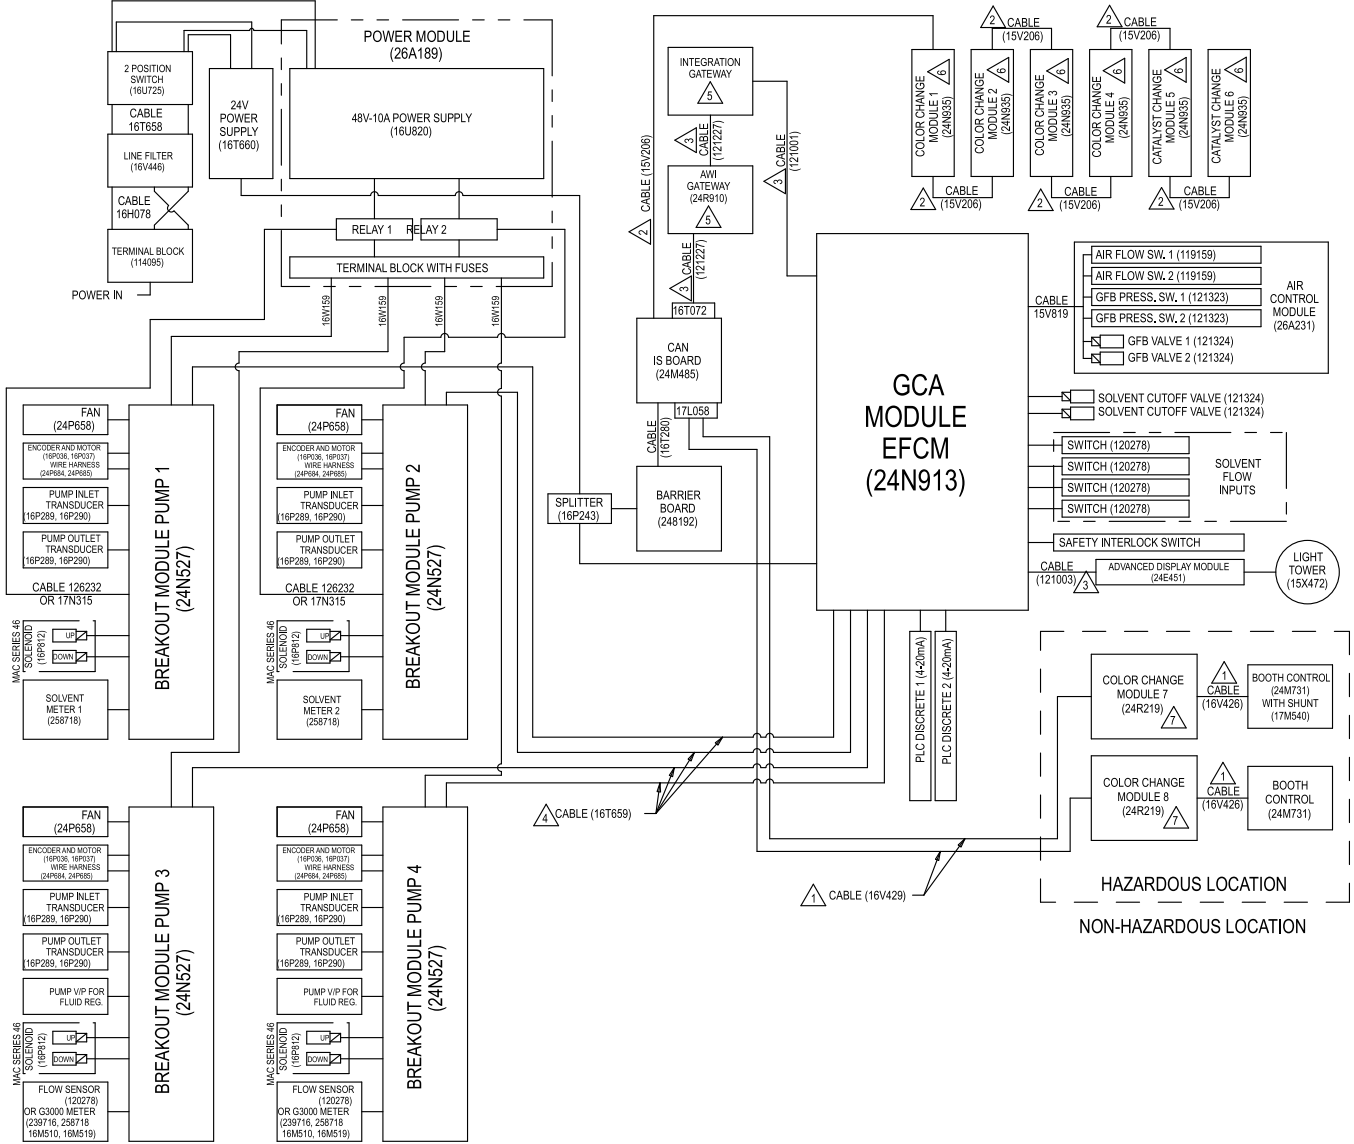 POWER MODULE
(26A189)
2 POSITION
SWITCH
(16U725)
CABLE
16T658
LINE FILTER
(16V446)
CABLE
16H078
TERMINAL BLOCK
(114095)
POWER IN
24V
POWER
SUPPLY
(16T660)
48V-10A POWER SUPPLY
(16U820)
RELAY 1
RELAY 2
TERMINAL BLOCK WITH FUSES
16W159
16W159
16W159
16W159
INTEGRATION
GATEWAY
5
3
CABLE
(121227)
3
CABLE
(121001)
AWI
GATEWAY
(24R910)
5
3
CABLE
(121227)
2
CABLE (15V206)
16T072
CAN
IS BOARD
(24M485)
17L058
CABLE
(16T280)
BARRIER
BOARD
(248192)
SPLITTER
(16P243)
2
CABLE
(15V206)
2
CABLE
(15V206)
COLOR CHANGE
MODULE 1
(24N935)
6
COLOR CHANGE
MODULE 2
(24N935)
6
COLOR CHANGE
MODULE 3
(24N935)
6
COLOR CHANGE
MODULE 4
(24N935)
6
CATALYST CHANGE
MODULE 5
(24N935)
6
CATALYST CHANGE
MODULE 6
(24N935)
6
2
CABLE
(15V206)
2
CABLE
(15V206)
2
CABLE
(15V206)
GCA
MODULE
EFCM
(24N913)
CABLE
15V819
AIR FLOW SW. 1 (119159)
AIR FLOW SW. 2 (119159)
GFB PRESS. SW. 1 (121323)
GFB PRESS. SW. 2 (121323)
GFB VALVE 1 (121324)
GFB VALVE 2 (121324)
AIR
CONTROL
MODULE
(26A231)
SOLVENT CUTOFF VALVE (121324)
SOLVENT CUTOFF VALVE (121324)
SWITCH (120278)
SWITCH (120278)
SWITCH (120278)
SWITCH (120278)
SOLVENT
FLOW
INPUTS
SAFETY INTERLOCK SWITCH
CABLE
(121003)
3
ADVANCED DISPLAY MODULE
(24E451)
LIGHT
TOWER
(15X472)
PLC DISCRETE 1 (4-20mA)
PLC DISCRETE 2 (4-20mA)
COLOR CHANGE
MODULE 7
(24R219)
7
1
CABLE
(16V426)
BOOTH CONTROL
(24M731)
WITH SHUNT
(17M540)
COLOR CHANGE
MODULE 8
(24R219)
7
1
CABLE
(16V426)
BOOTH
CONTROL
(24M731)
HAZARDOUS LOCATION
NON-HAZARDOUS LOCATION
4
CABLE (16T659)
1
CABLE (16V429)
FAN
(24P658)
ENCODER AND MOTOR
(16P036, 16P037)
WIRE HARNESS
(24P684, 24P685)
PUMP INLET
TRANSDUCER
(16P289, 16P290)
PUMP OUTLET
TRANSDUCER
(16P289, 16P290)
CABLE 126232
OR 17N315
MAC SERIES 46
SOLENOID
(16P812)
UP
DOWN
SOLVENT
METER 1
(258718)
BREAKOUT MODULE PUMP 1
(24N527)
FAN
(24P658)
ENCODER AND MOTOR
(16P036, 16P037)
WIRE HARNESS
(24P684, 24P685)
PUMP INLET
TRANSDUCER
(16P289, 16P290)
PUMP OUTLET
TRANSDUCER
(16P289, 16P290)
CABLE 126232
OR 17N315
MAC SERIES 46
SOLENOID
(16P812)
UP
DOWN
SOLVENT
METER 2
(258718)
BREAKOUT MODULE PUMP 2
(24N527)
FAN
(24P658)
ENCODER AND MOTOR
(16P036, 16P037)
WIRE HARNESS
(24P684, 24P685)
PUMP INLET
TRANSDUCER
(16P289, 16P290)
PUMP OUTLET
TRANSDUCER
(16P289, 16P290)
PUMP V/P FOR
FLUID REG.
MAC SERIES 46
SOLENOID
(16P812)
UP
DOWN
FLOW SENSOR
(120278)
OR G3000 METER
(239716, 258718
16M510, 16M519)
BREAKOUT MODULE PUMP 3
(24N527)
FAN
(24P658)
ENCODER AND MOTOR
(16P036, 16P037)
WIRE HARNESS
(24P684, 24P685)
PUMP INLET
TRANSDUCER
(16P289, 16P290)
PUMP OUTLET
TRANSDUCER
(16P289, 16P290)
PUMP V/P FOR
FLUID REG.
MAC SERIES 46
SOLENOID
(16P812)
UP
DOWN
FLOW SENSOR
(120278)
OR G3000 METER
(239716, 258718
16M510, 16M519)
BREAKOUT MODULE PUMP 4
(24N527)